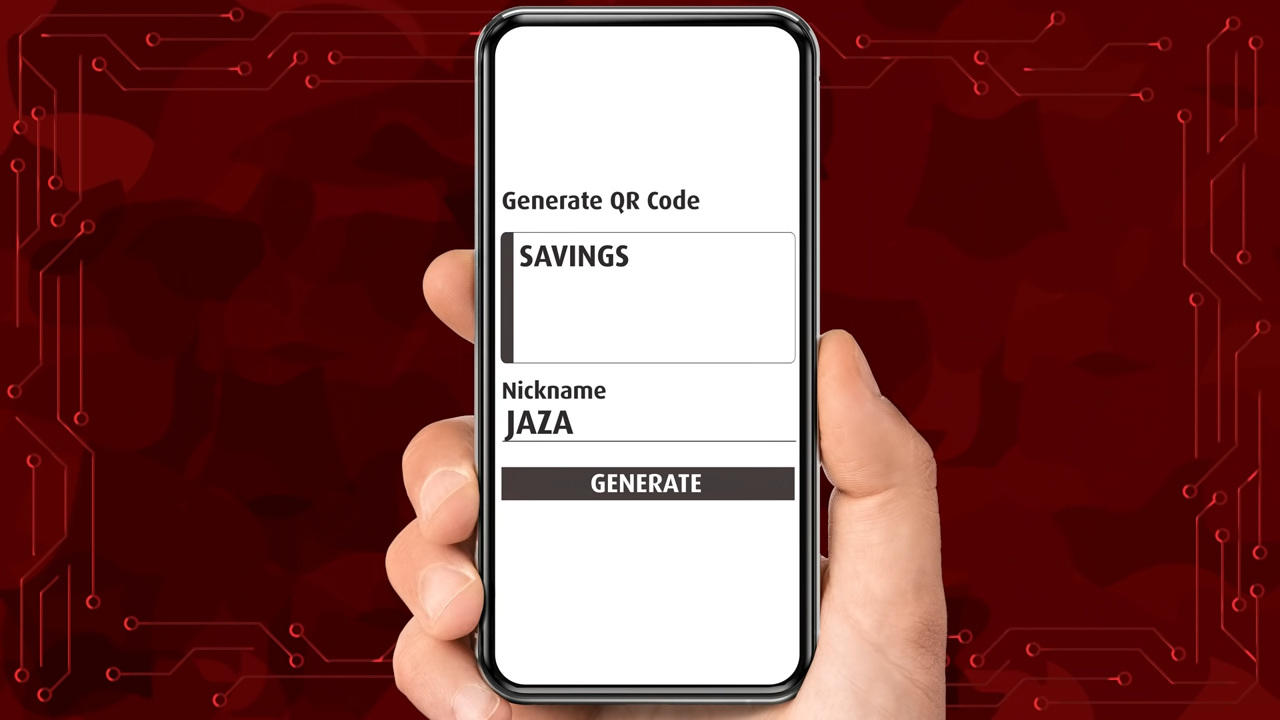 Generate QR Code
SAVINGS
Nickname
JAZA
GENERATE